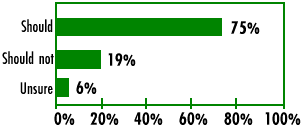 Should 75%
Should not 19%
Unsure 6%
0% 20% 40% 60% 80% 100%